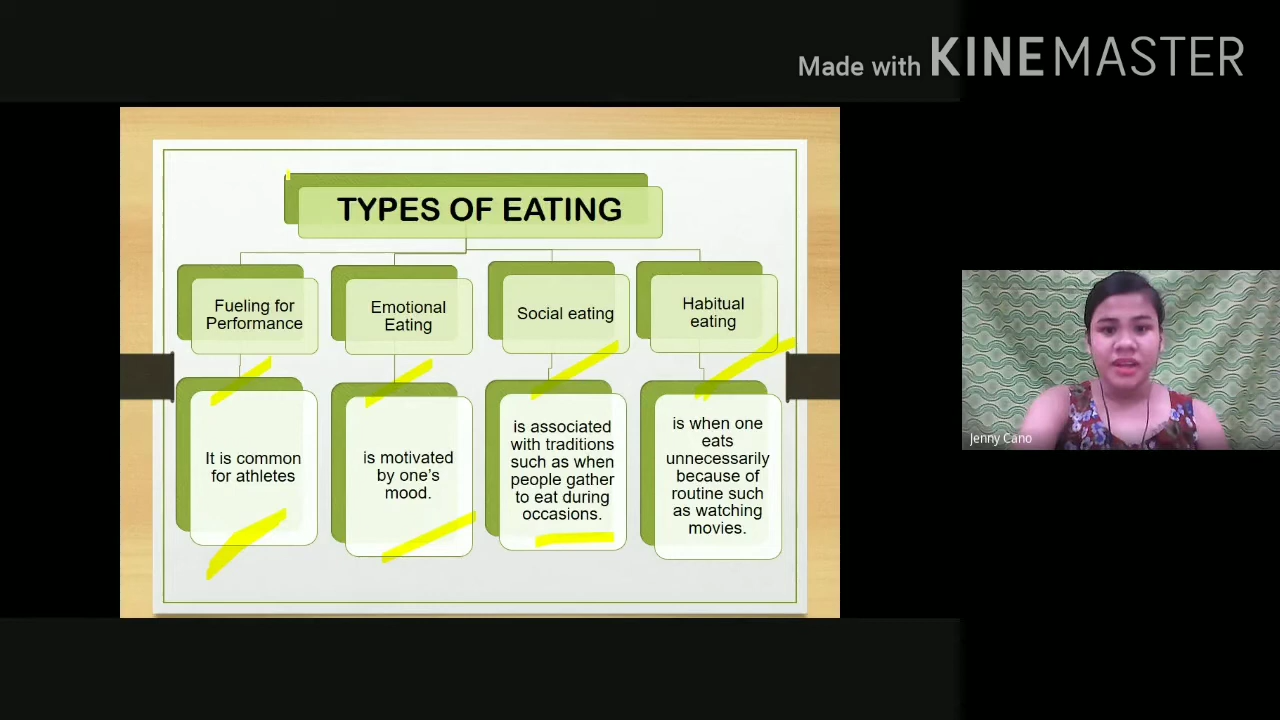 Made with KINEMASTER
TYPES OF EATING
Fueling for
Performance
Emotional
Eating
Social eating
Habitual
eating
It is common
for athletes
is motivated
by one's
mood.
is associated
with traditions
such as when
people gather
to eat during
occasions.
is when one
eats
unnecessarily
because of
routine such
as watching
movies.
Jenny Cano